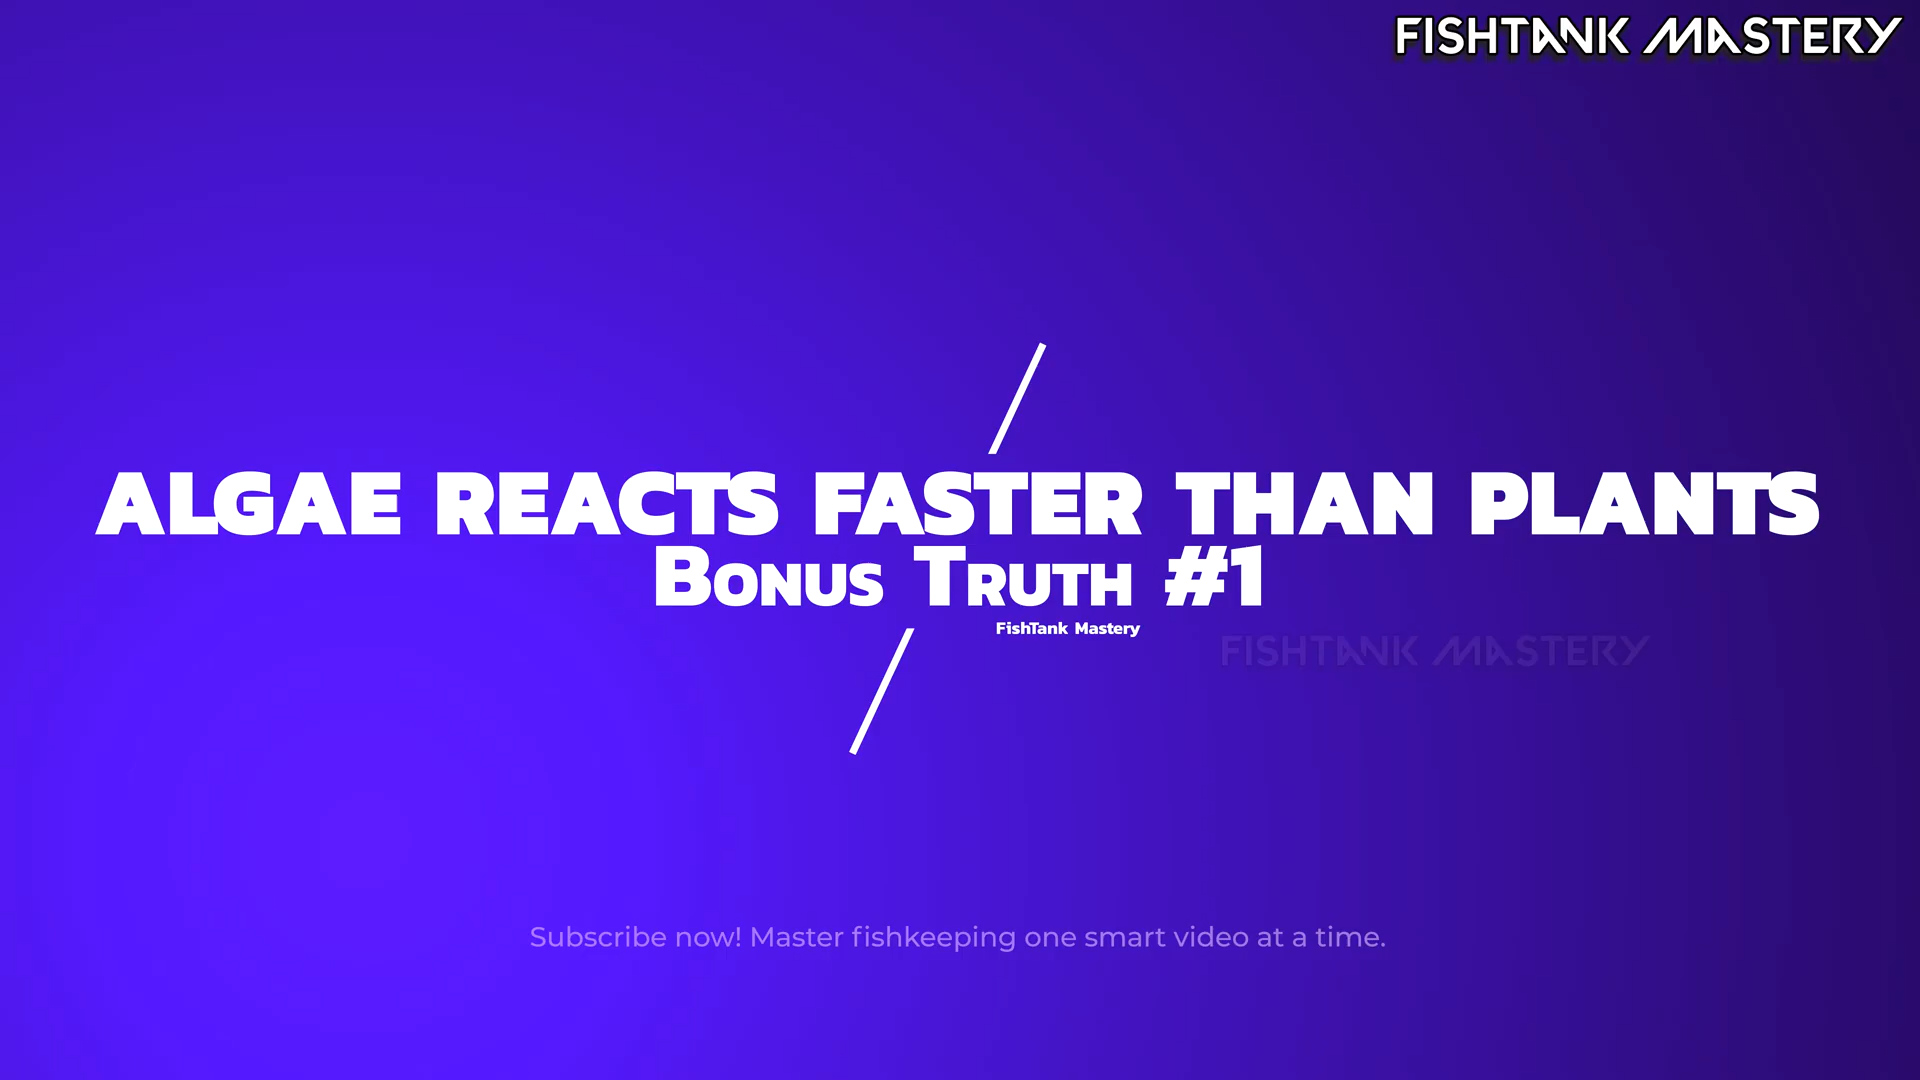 FISHTANK MASTERY
ALGAE REACTS FASTER THAN PLANTS
Bonus Truth #1
FishTank Mastery
FISHTANK MASTERY
Subscribe now! Master fishkeeping one smart video at a time.